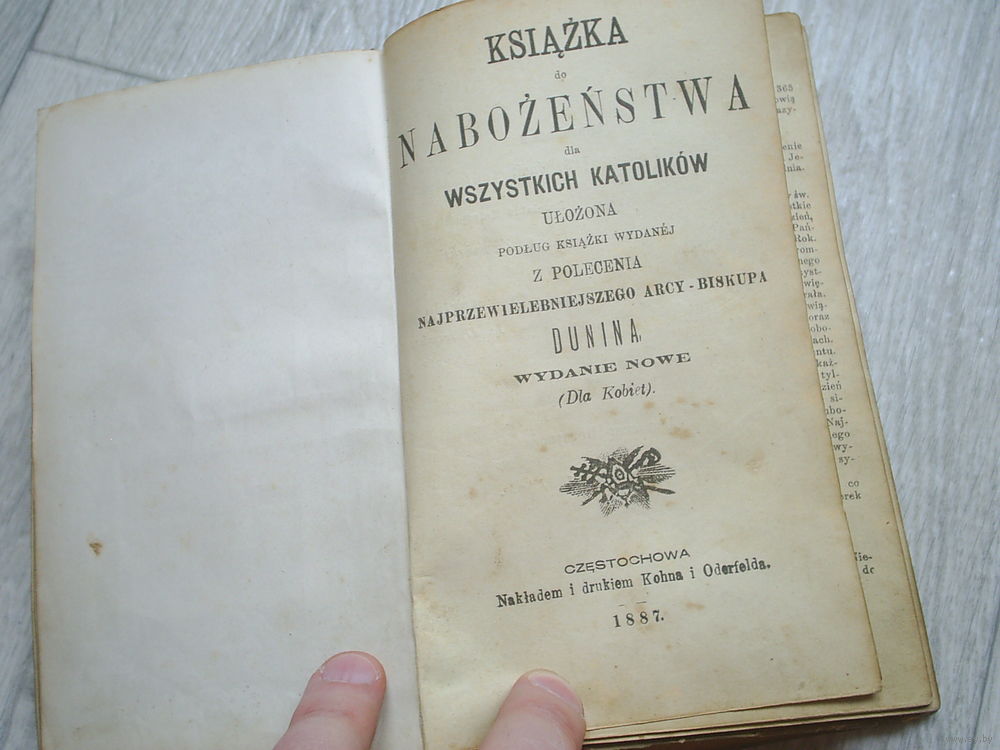 KSIĄŻKA
do
NABOŻEŃSTWA
dla
WSZYSTKICH KATOLIKÓW
UŁOŻONA
PODŁUG KSIĄŻKI WYDANÉJ
Z POLECENIA
NAJPRZEWIELEBNIEJSZEGO ARCY-BISKUPA
DUNINA,
WYDANIE NOWE
(Dla Kobiet).
CZĘSTOCHOWA
Nakładem i drukiem Kohna i Oderfelda.
1887.
365